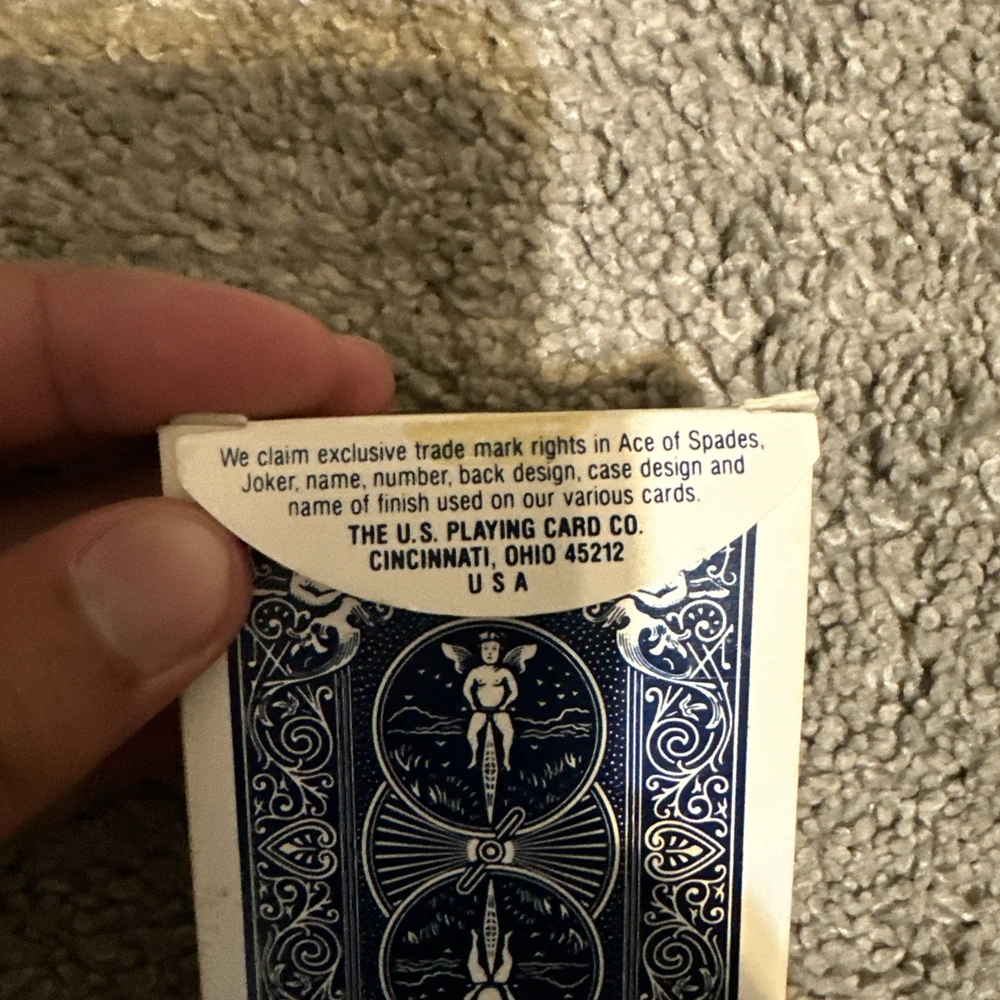 We claim exclusive trade mark rights in Ace of Spades,
Joker, name, number, back design, case design and
name of finish used on our various cards.
THE U.S. PLAYING CARD CO.
CINCINNATI, OHIO 45212
U S A